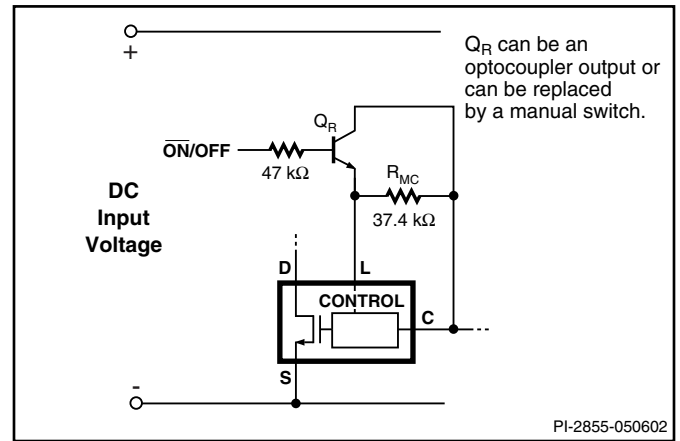 +
Q_R can be an
optocoupler output or
can be replaced
by a manual switch.
Q_R
ON/OFF
47 kΩ
R_MC
37.4 kΩ
DC
Input
Voltage
D
L
CONTROL
C
S
-
PI-2855-050602